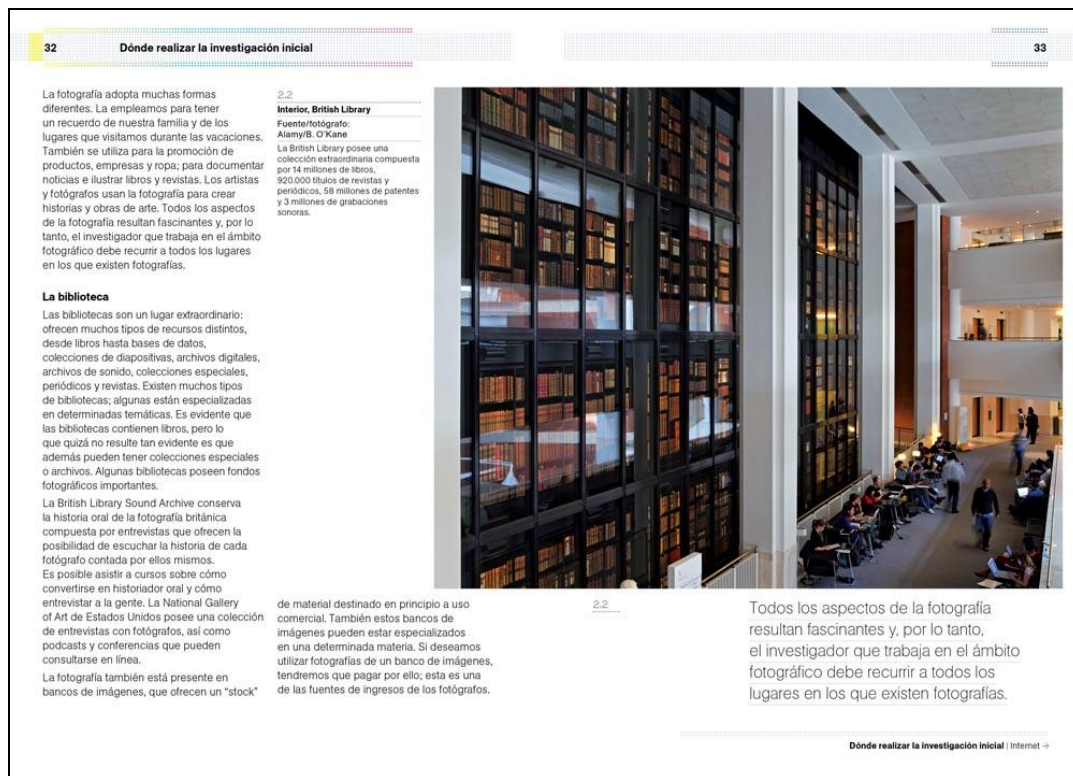 32
Dónde realizar la investigación inicial
33
La fotografía adopta muchas formas
diferentes. La empleamos para tener
un recuerdo de nuestra familia y de los
lugares que visitamos durante las vacaciones.
También se utiliza para la promoción de
productos, empresas y ropa; para documentar
noticias e ilustrar libros y revistas. Los artistas
y fotógrafos usan la fotografía para crear
historias y obras de arte. Todos los aspectos
de la fotografía resultan fascinantes y, por lo
tanto, el investigador que trabaja en el ámbito
fotográfico debe recurrir a todos los lugares
en los que existen fotografías.
La biblioteca
Las bibliotecas son un lugar extraordinario:
ofrecen muchos tipos de recursos distintos,
desde libros hasta bases de datos,
colecciones de diapositivas, archivos digitales,
archivos de sonido, colecciones especiales,
periódicos y revistas. Existen muchos tipos
de bibliotecas; algunas están especializadas
en determinadas temáticas. Es evidente que
las bibliotecas contienen libros, pero lo
que quizá no resulte tan evidente es que
además pueden tener colecciones especiales
o archivos. Algunas bibliotecas poseen fondos
fotográficos importantes.
La British Library Sound Archive conserva
la historia oral de la fotografía británica
compuesta por entrevistas que ofrecen la
posibilidad de escuchar la historia de cada
fotógrafo contada por ellos mismos.
Es posible asistir a cursos sobre cómo
convertirse en historiador oral y cómo
entrevistar a la gente. La National Gallery
of Art de Estados Unidos posee una colección
de entrevistas con fotógrafos, así como
podcasts y conferencias que pueden
consultarse en línea.
La fotografía también está presente en
bancos de imágenes, que ofrecen un “stock”
de material destinado en principio a uso
comercial. También estos bancos de
imágenes pueden estar especializados
en una determinada materia. Si deseamos
utilizar fotografías de un banco de imágenes,
tendremos que pagar por ello; esta es una
de las fuentes de ingresos de los fotógrafos.
2.2
Interior, British Library
Fuente/fotógrafo:
Alamy/B. O'Kane
La British Library posee una
colección extraordinaria compuesta
por 14 millones de libros,
920.000 títulos de revistas y
periódicos, 58 millones de patentes
y 3 millones de grabaciones
sonoras.
2.2
Todos los aspectos de la fotografía
resultan fascinantes y, por lo tanto,
el investigador que trabaja en el ámbito
fotográfico debe recurrir a todos los
lugares en los que existen fotografías.
Dónde realizar la investigación inicial | Internet →